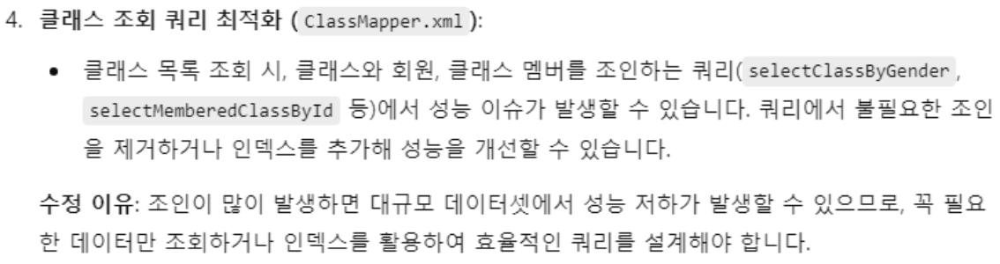 4. 클래스 조회 쿼리 최적화 (ClassMapper.xml):
• 클래스 목록 조회 시, 클래스와 회원, 클래스 멤버를 조인하는 쿼리(selectClassByGender,
selectMemberedClassById 등)에서 성능 이슈가 발생할 수 있습니다. 쿼리에서 불필요한 조인
을 제거하거나 인덱스를 추가해 성능을 개선할 수 있습니다.
수정 이유: 조인이 많이 발생하면 대규모 데이터셋에서 성능 저하가 발생할 수 있으므로, 꼭 필요
한 데이터만 조회하거나 인덱스를 활용하여 효율적인 쿼리를 설계해야 합니다.